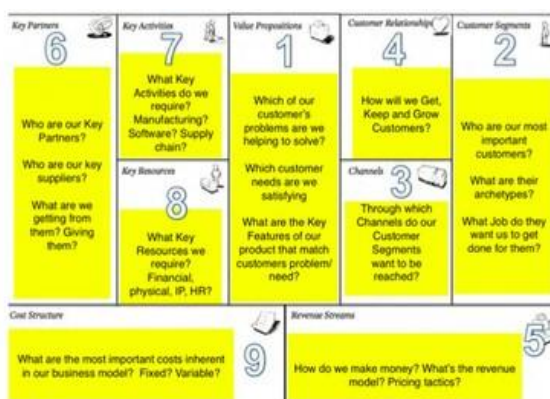 Key Partners
6
Who are our Key
Partners?
Who are our key
suppliers?
What are we
getting from
them? Giving
them?
Key Activities
7
What Key
Activities do we
require?
Manufacturing?
Software? Supply
chain?
Key Resources
8
What Key
Resources we
require?
Financial,
physical, IP, HR?
Value Propositions
1
Which of our
customer's
problems are we
helping to solve?
Which customer
needs are we
satisfying
What are the Key
Features of our
product that match
customers problem/
need?
Customer Relationships
4
How will we Get,
Keep and Grow
Customers?
Channels
3
Through which
Channels do our
Customer
Segments
want to be
reached?
Customer Segments
2
Who are our most
important
customers?
What are their
archetypes?
What Job do they
want us to get
done for them?
Cost Structure
9
What are the most important costs inherent
in our business model? Fixed? Variable?
Revenue Streams
5
How do we make money? What's the revenue
model? Pricing tactics?